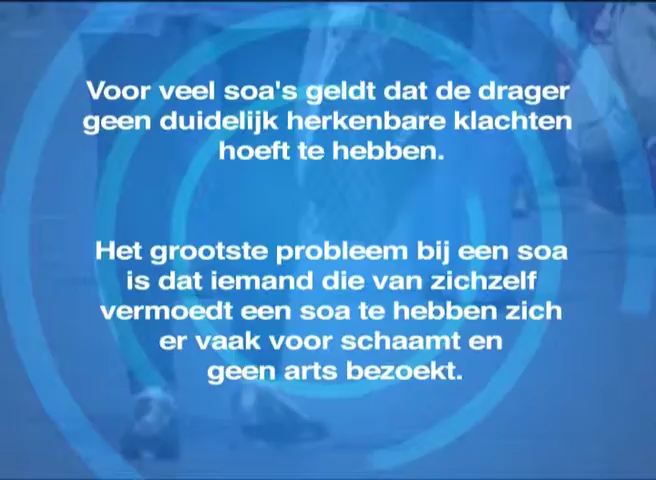 Voor veel soa's geldt dat de drager
geen duidelijk herkenbare klachten
hoeft te hebben.
Het grootste probleem bij een soa
is dat iemand die van zichzelf
vermoedt een soa te hebben zich
er vaak voor schaamt en
geen arts bezoekt.